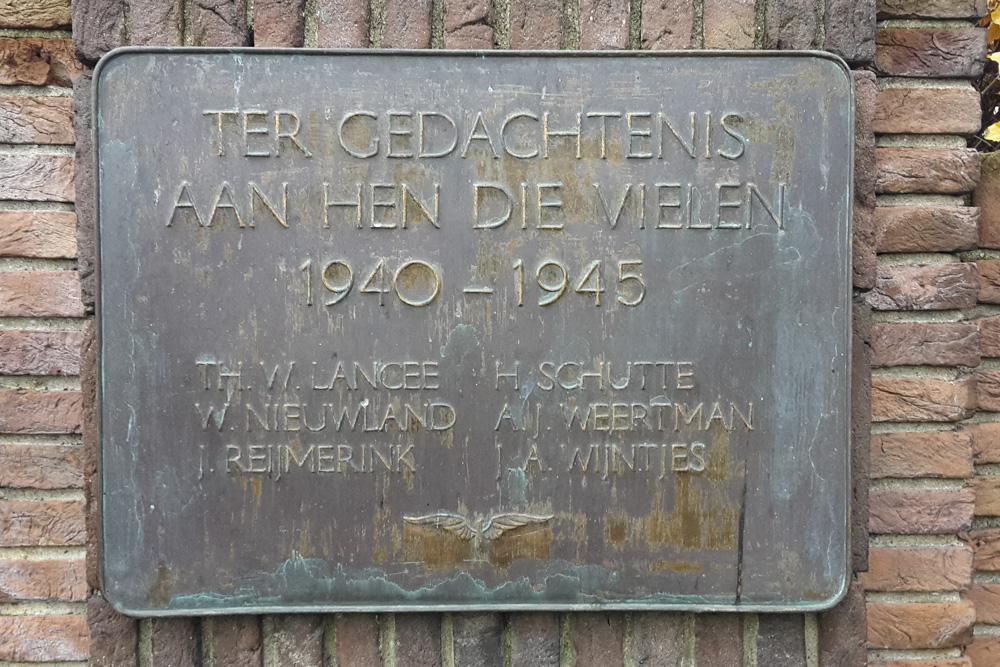 TER GEDACHTENIS
AAN HEN DIE VIELEN
1940 - 1945
TH. W. LANCEE
W. NIEUWLAND
J. REIJMERINK
H. SCHUTTE
A.J. WEERTMAN
J. A. WIJNTJES